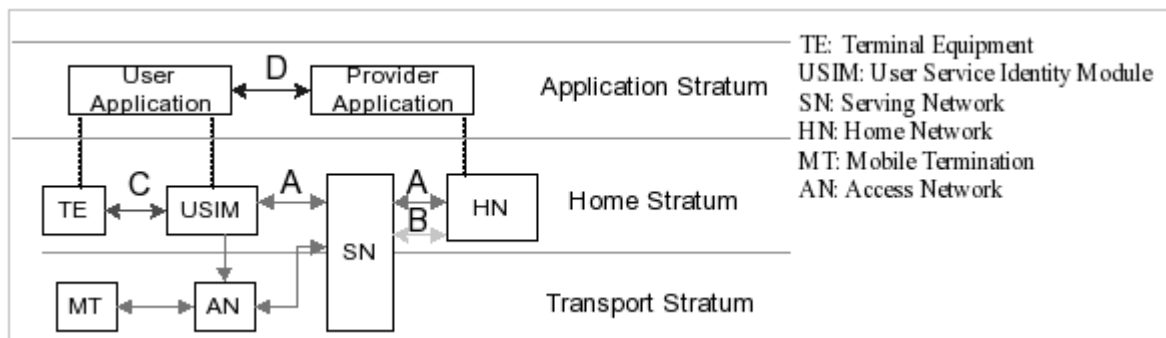 User Application
D
Provider Application
Application Stratum
C
A
A
TE
USIM
HN
Home Stratum
B
SN
MT
AN
Transport Stratum
TE: Terminal Equipment
USIM: User Service Identity Module
SN: Serving Network
HN: Home Network
MT: Mobile Termination
AN: Access Network